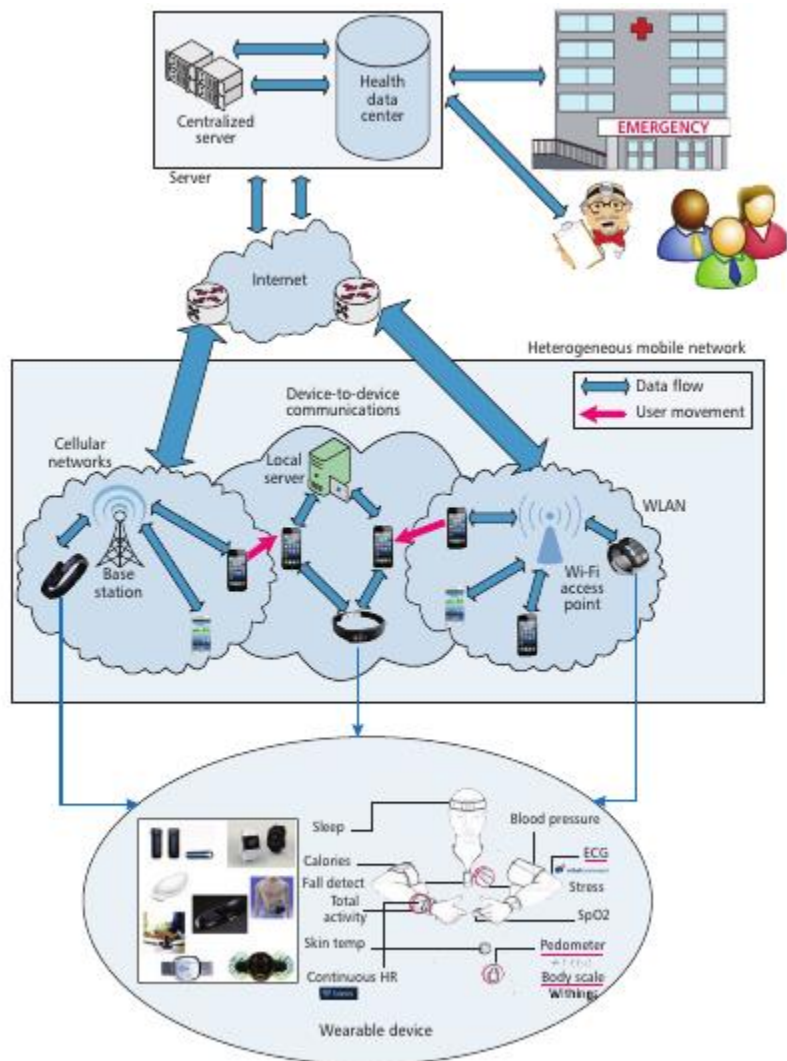 Centralized
server
Health
data
center
EMERGENCY
Server
Internet
Heterogeneous mobile network
Data flow
User movement
Device-to-device
communications
Cellular
networks
Local
server
WLAN
Base
station
Wi-Fi
access
point
Sleep
Blood pressure
Calories
ECG
Fall detect
Stress
Total
activity
SpO2
Skin temp
Pedometer
Continuous HR
Body scale
Withings
Wearable device